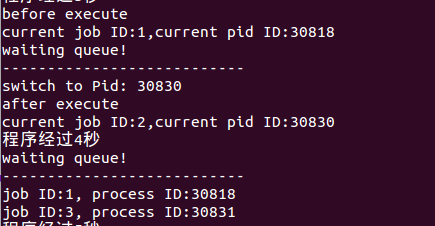 before execute
current job ID:1,current pid ID:30818
waiting queue!
---------------------------
switch to Pid: 30830
after execute
current job ID:2,current pid ID:30830
程序经过4秒
waiting queue!
---------------------------
job ID:1, process ID:30818
job ID:3, process ID:30831